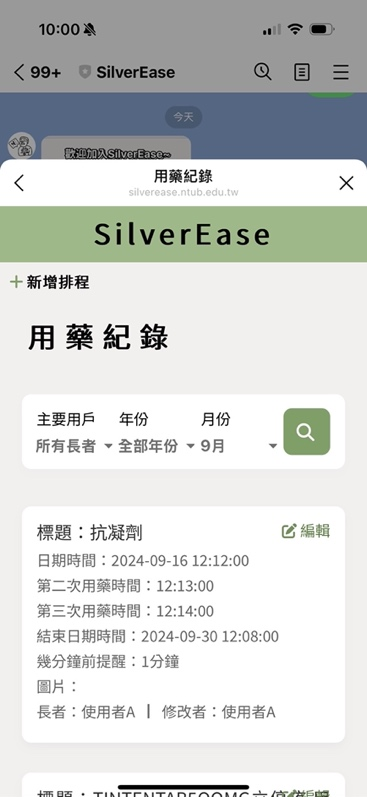 10:00
99+ SilverEase
今天
歡迎加入SilverEase~
用藥紀錄
silverease.ntub.edu.tw
SilverEase
+新增排程
用藥紀錄
主要用戶 年份 月份
所有長者 全部年份 9月
標題：抗凝劑 編輯
日期時間：2024-09-16 12:12:00
第二次用藥時間：12:13:00
第三次用藥時間：12:14:00
結束日期時間：2024-09-30 12:08:00
幾分鐘前提醒：1分鐘
圖片：
長者：使用者A | 修改者：使用者A
標題：